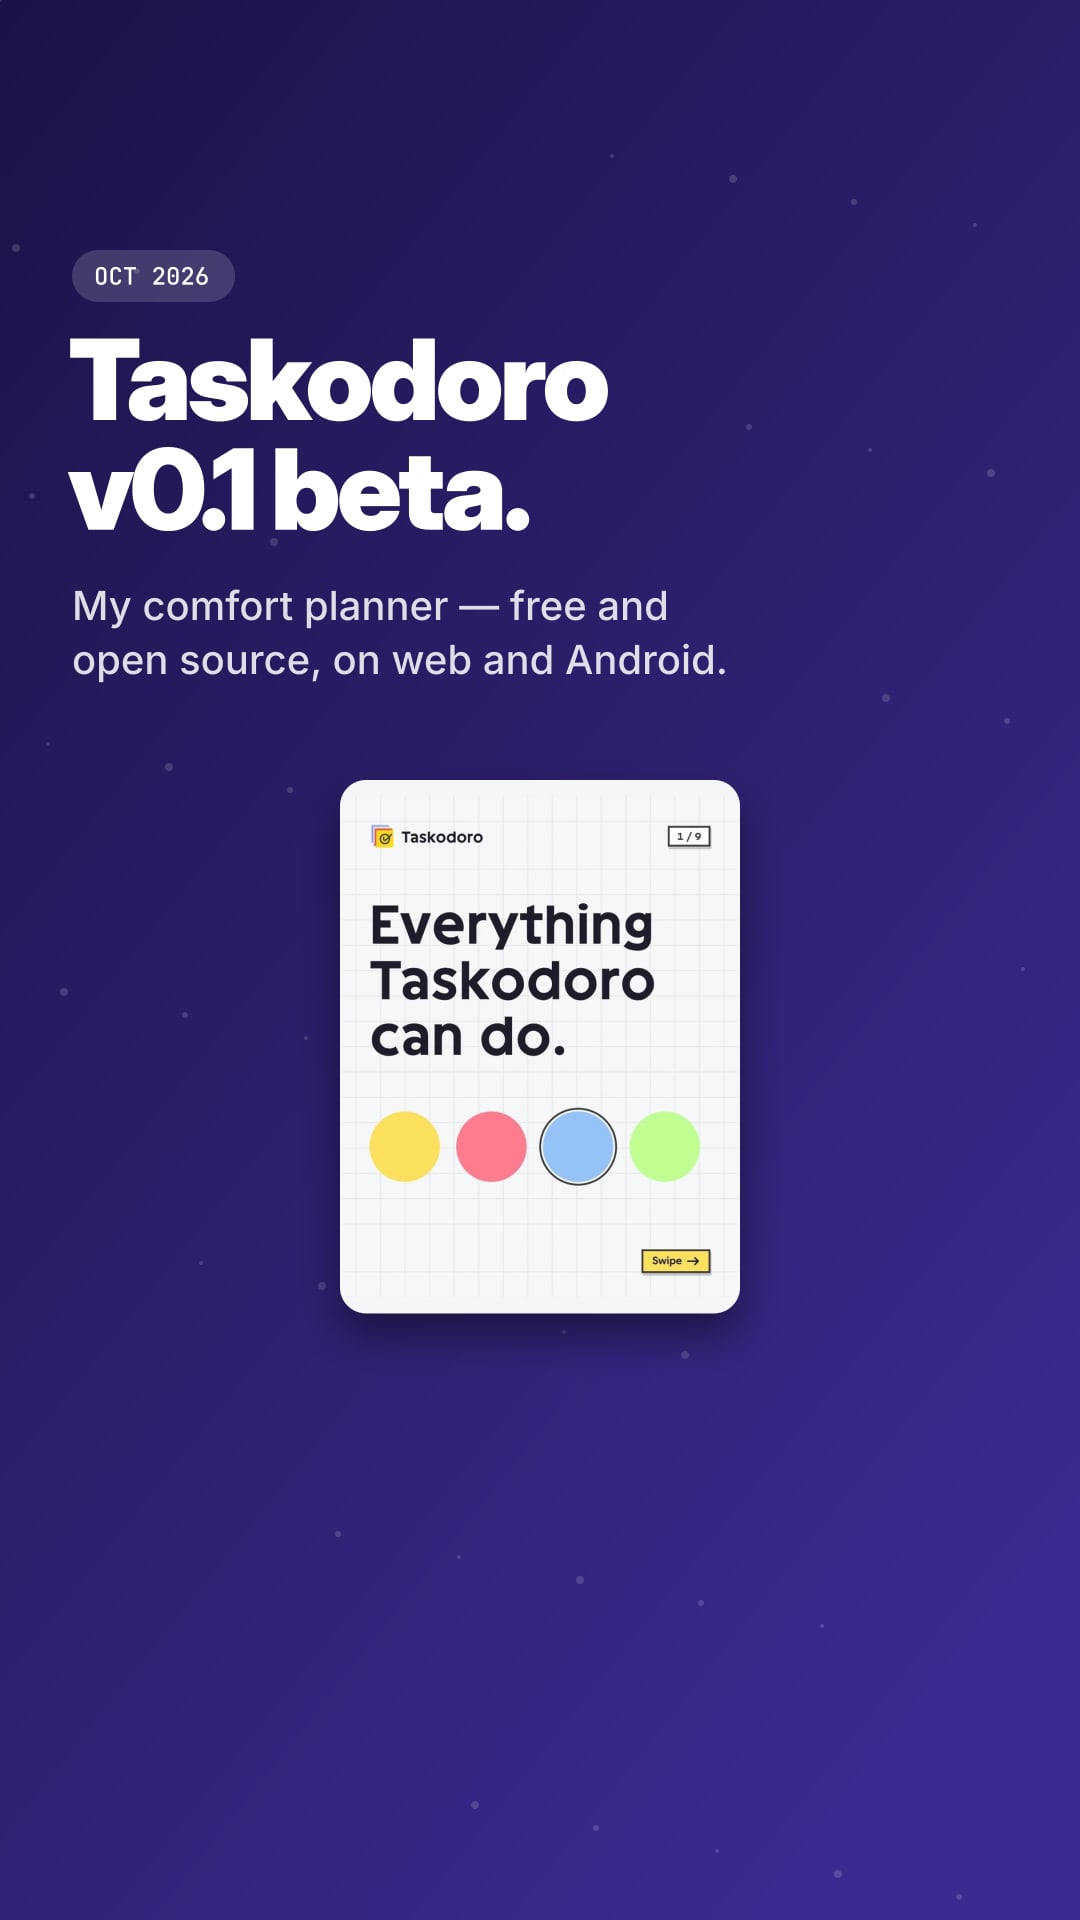 OCT 2026
Taskodoro
v0.1 beta.
My comfort planner — free and
open source, on web and Android.
Taskodoro
1 / 9
Everything
Taskodoro
can do.
Swipe →